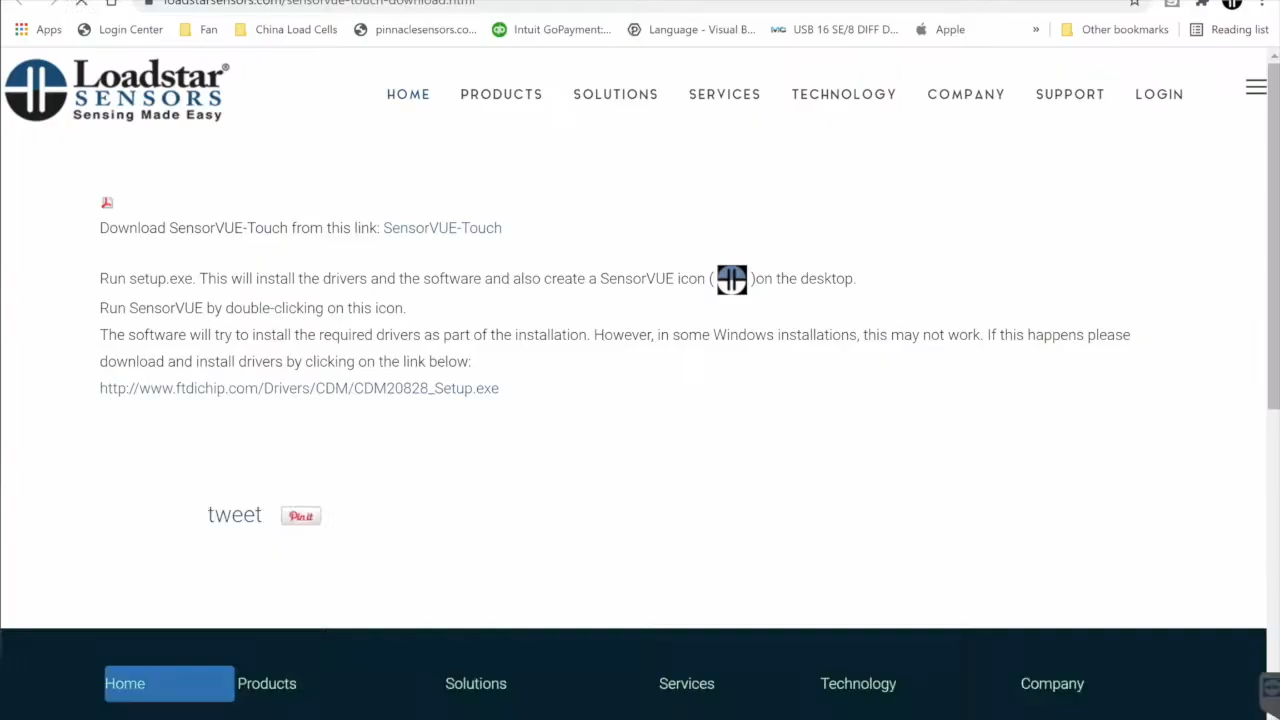 loadstarsensors.com/sensorvue-touch-download.html
Apps Login Center Fan China Load Cells pinnaclesensors.co... Intuit GoPayment:... Language - Visual B... USB 16 SE/8 DIFF D... Apple » Other bookmarks Reading list
Loadstar®
SENSORS
Sensing Made Easy
HOME PRODUCTS SOLUTIONS SERVICES TECHNOLOGY COMPANY SUPPORT LOGIN
Download SensorVUE-Touch from this link: SensorVUE-Touch
Run setup.exe. This will install the drivers and the software and also create a SensorVUE icon ( )on the desktop.
Run SensorVUE by double-clicking on this icon.
The software will try to install the required drivers as part of the installation. However, in some Windows installations, this may not work. If this happens please
download and install drivers by clicking on the link below:
http://www.ftdichip.com/Drivers/CDM/CDM20828_Setup.exe
tweet Pin it
Home Products Solutions Services Technology Company